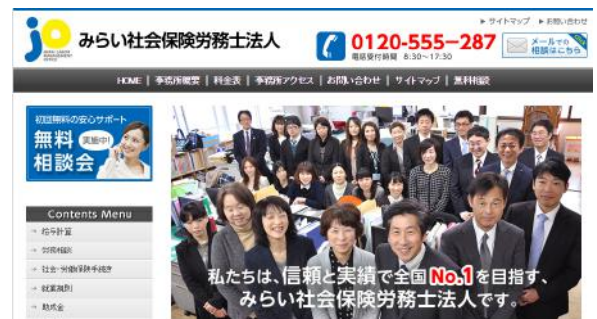 ▶ サイトマップ ▶ お問い合わせ
みらい社会保険労務士法人
0120-555-287
電話受付時間 8:30~17:30
メールでの
相談はこちら
HOME | 事務所概要 | 料金表 | 事務所アクセス | お問い合わせ | サイトマップ | 無料相談
初回無料の安心サポート
無料
実施中!
相談会
Contents Menu
→ 給与計算
→ 労務相談
→ 社会・労働保険手続き
→ 就業規則
→ 助成金
私たちは、信頼と実績で全国No.1を目指す、
みらい社会保険労務士法人です。